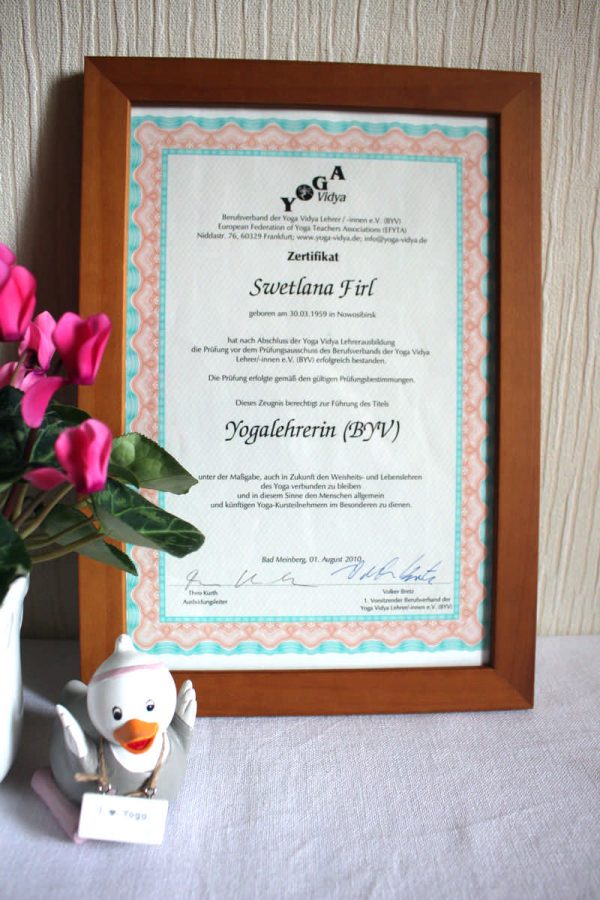 YOGA
Vidya
Berufsverband der Yoga Vidya Lehrer / -innen e.V. (BYV)
European Federation of Yoga Teachers Associations (EFYTA)
Niddastr. 76, 60329 Frankfurt; www.yoga-vidya.de; info@yoga-vidya.de
Zertifikat
Swetlana Firl
geboren am 30.03.1959 in Nowosibirsk
hat nach Abschluss der Yoga Vidya Lehrerausbildung
die Prüfung vor dem Prüfungsausschuss des Berufsverbands der Yoga Vidya
Lehrer/-innen e.V. (BYV) erfolgreich bestanden.
Die Prüfung erfolgte gemäß den gültigen Prüfungsbestimmungen.
Dieses Zeugnis berechtigt zur Führung des Titels
Yogalehrerin (BYV)
unter der Maßgabe, auch in Zukunft den Weisheits- und Lebenslehren
des Yoga verbunden zu bleiben
und in diesem Sinne den Menschen allgemein
und künftigen Yoga-Kursteilnehmern im Besonderen zu dienen.
Bad Meinberg, 01. August 2010
Thro Kürth
Ausbildungsleiter
Volker Bretz
1. Vorsitzender Berufsverband der
Yoga Vidya Lehrer/-innen e.V. (BYV)
I ♥ Yoga